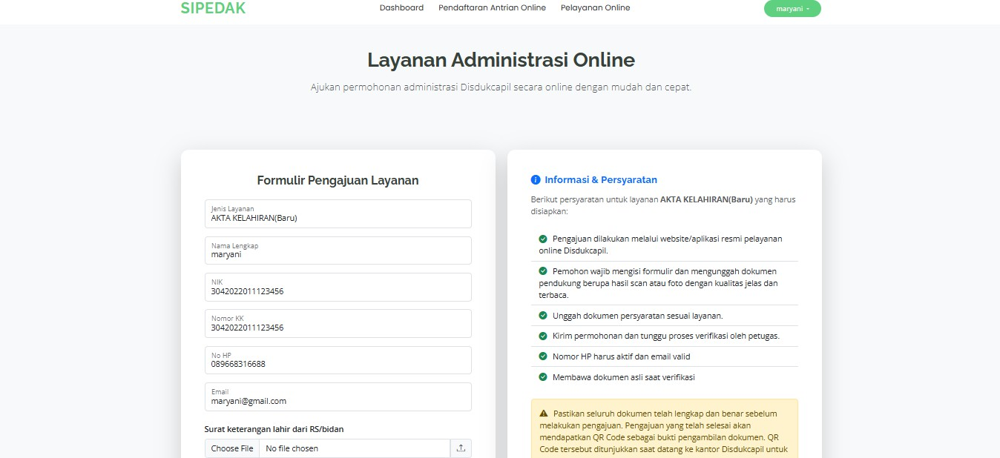 SIPEDAK
Dashboard
Pendaftaran Antrian Online
Pelayanan Online
maryani
Layanan Administrasi Online
Ajukan permohonan administrasi Disdukcapil secara online dengan mudah dan cepat.
Formulir Pengajuan Layanan
Jenis Layanan
AKTA KELAHIRAN(Baru)
Nama Lengkap
maryani
NIK
3042022011123456
Nomor KK
3042022011123456
No HP
089668316688
Email
maryani@gmail.com
Surat keterangan lahir dari RS/bidan
Choose File No file chosen
Informasi & Persyaratan
Berikut persyaratan untuk layanan AKTA KELAHIRAN(Baru) yang harus
disiapkan:
Pengajuan dilakukan melalui website/aplikasi resmi pelayanan
online Disdukcapil.
Pemohon wajib mengisi formulir dan mengunggah dokumen
pendukung berupa hasil scan atau foto dengan kualitas jelas dan
terbaca.
Unggah dokumen persyaratan sesuai layanan.
Kirim permohonan dan tunggu proses verifikasi oleh petugas.
Nomor HP harus aktif dan email valid
Membawa dokumen asli saat verifikasi
Pastikan seluruh dokumen telah lengkap dan benar sebelum
melakukan pengajuan. Pengajuan yang telah selesai akan
mendapatkan QR Code sebagai bukti pengambilan dokumen. QR
Code tersebut ditunjukkan saat datang ke kantor Disdukcapil untuk